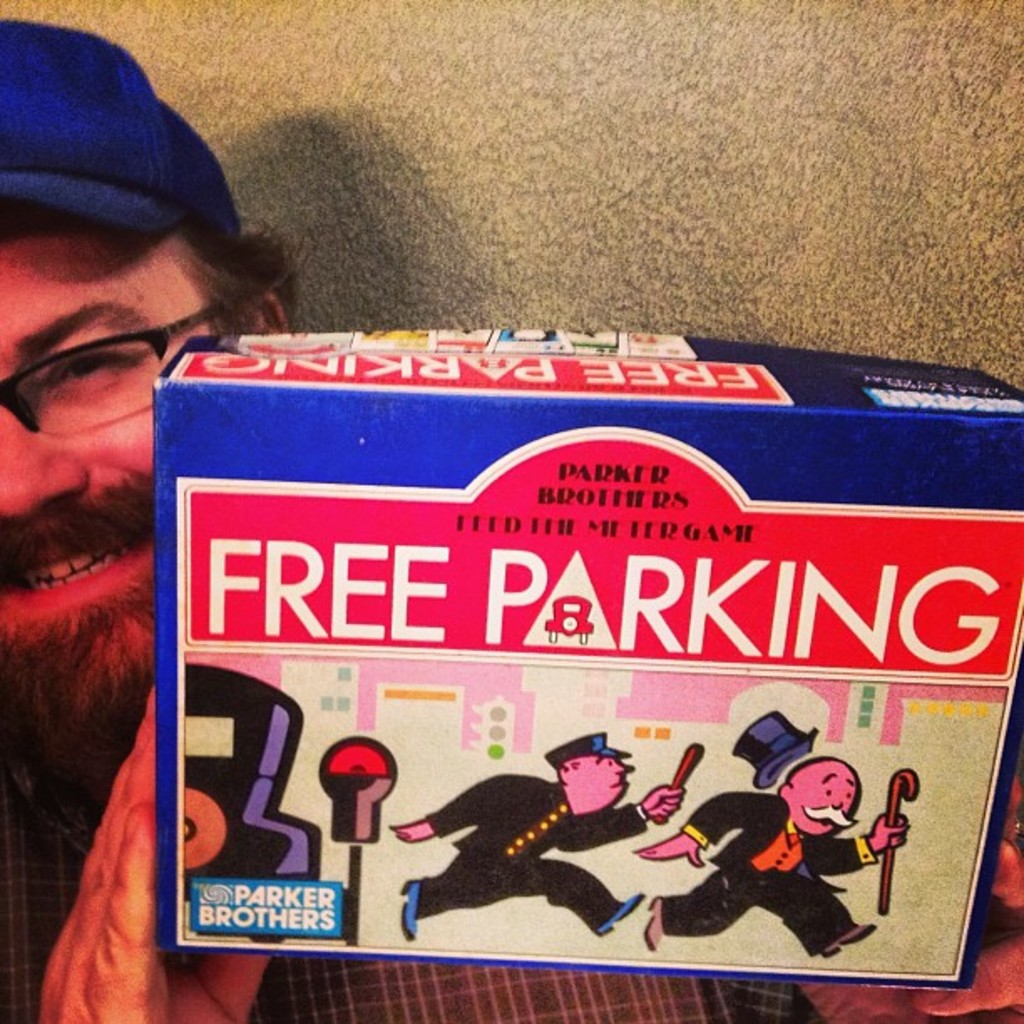 FREE PARKING
PARKER
BROTHERS
FEED THE METER GAME
FREE PARKING
PARKER
BROTHERS